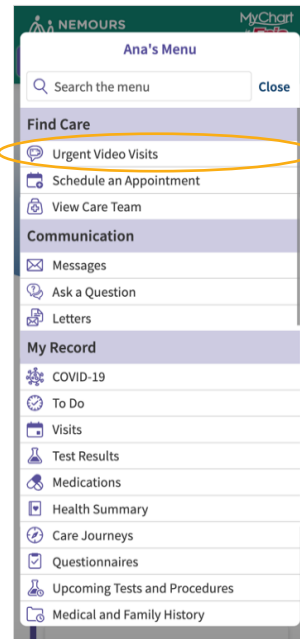 NEMOURS
MyChart
Ana's Menu
Search the menu
Close
Find Care
Urgent Video Visits
Schedule an Appointment
View Care Team
Communication
Messages
Ask a Question
Letters
My Record
COVID-19
To Do
Visits
Test Results
Medications
Health Summary
Care Journeys
Questionnaires
Upcoming Tests and Procedures
Medical and Family History